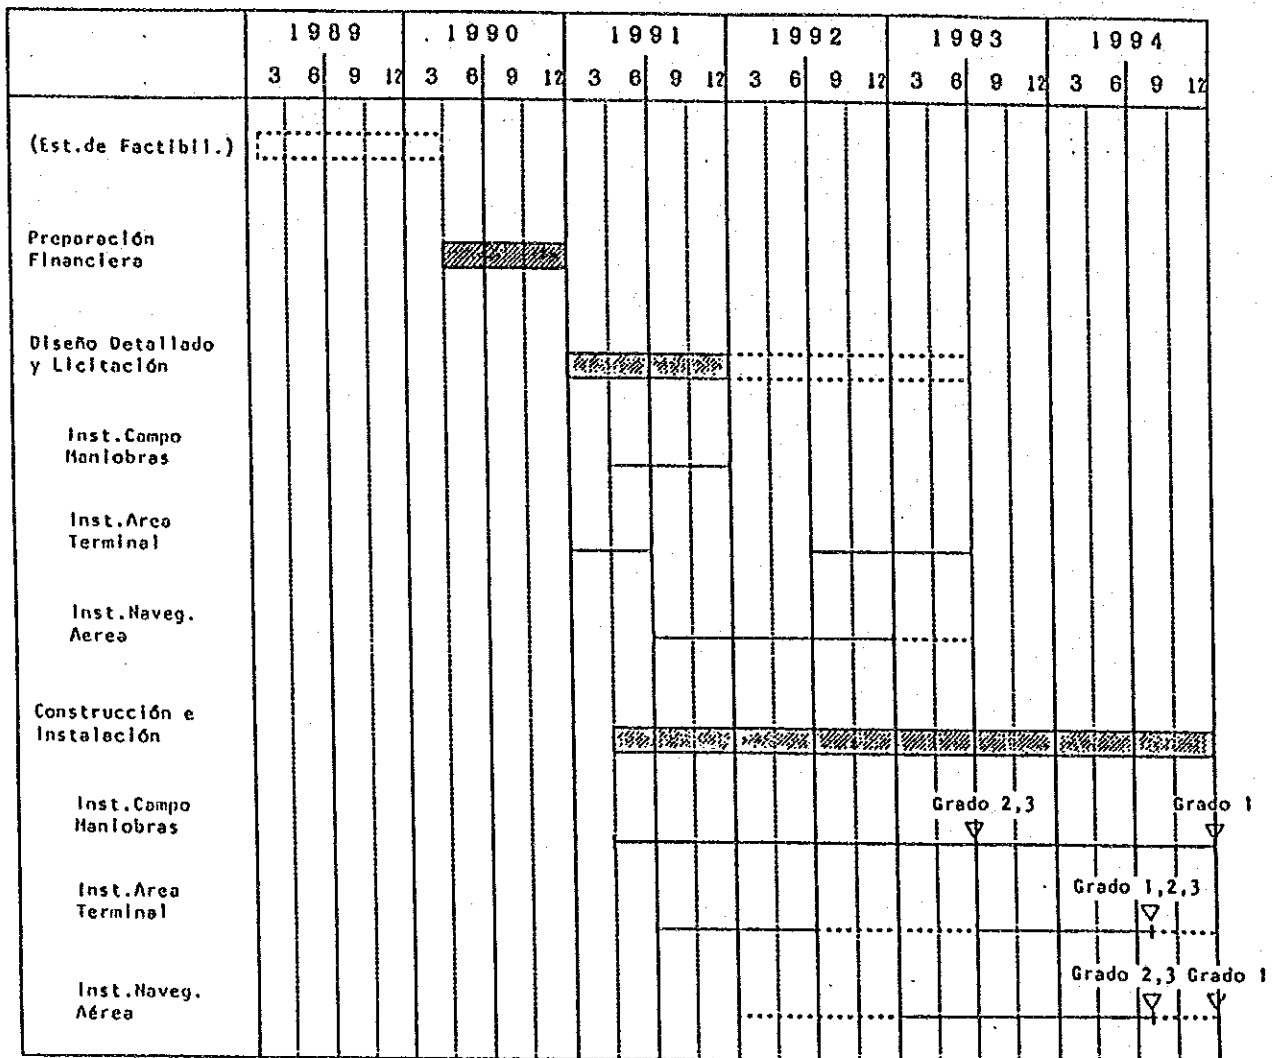 1989 1990 1991 1992 1993 1994
3 6 9 12 3 6 9 12 3 6 9 12 3 6 9 12 3 6 9 12 3 6 9 12
(Est.de Factibil.)
Preparación
Financiera
Diseño Detallado
y Licitación
Inst.Campo
Maniobras
Inst.Area
Terminal
Inst.Naveg.
Aerea
Construcción e
Instalación
Inst.Campo
Maniobras
Grado 2,3 Grado 1
Inst.Area
Terminal
Grado 1,2,3
Inst.Naveg.
Aérea
Grado 2,3 Grado 1